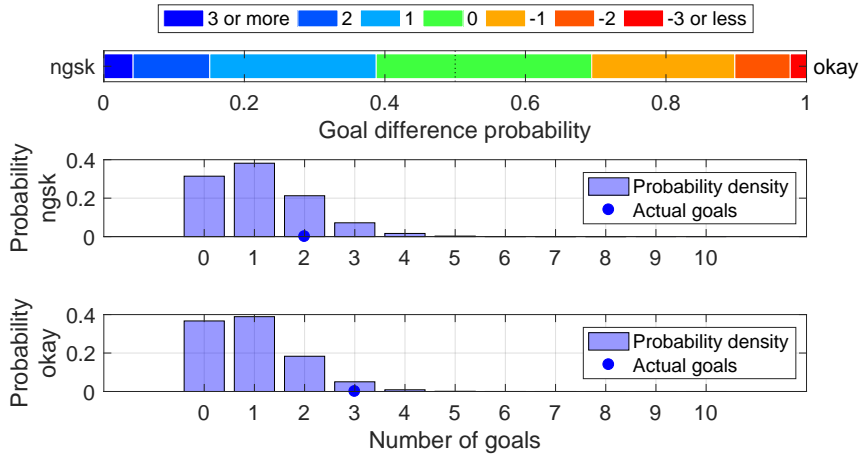 3 or more 2 1 0 -1 -2 -3 or less
ngsk okay
0 0.2 0.4 0.6 0.8 1
Goal difference probability
Probability
ngsk
0.4
0.2
0
Probability density
Actual goals
0 1 2 3 4 5 6 7 8 9 10
Probability
okay
0.4
0.2
0
Probability density
Actual goals
0 1 2 3 4 5 6 7 8 9 10
Number of goals